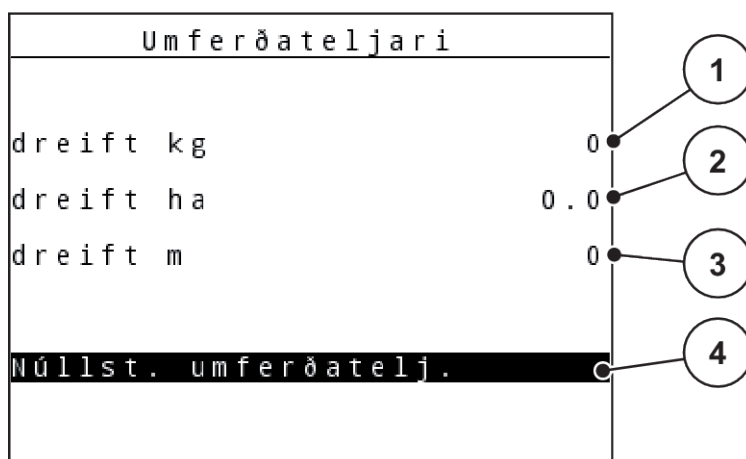 Umferðateljari
dreift kg 0 1
dreift ha 0.0 2
dreift m 0 3
Núllst. umferðatelj. 4